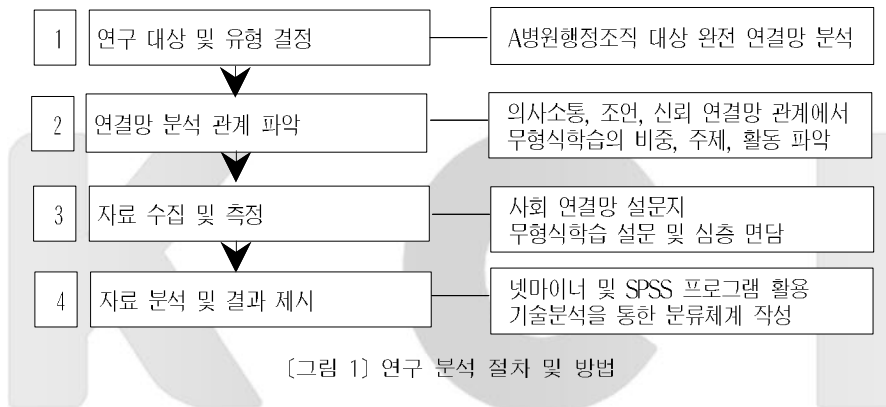 1 연구 대상 및 유형 결정 A병원행정조직 대상 완전 연결망 분석
2 연결망 분석 관계 파악 의사소통, 조언, 신뢰 연결망 관계에서
무형식학습의 비중, 주제, 활동 파악
3 자료 수집 및 측정 사회 연결망 설문지
무형식학습 설문 및 심층 면담
4 자료 분석 및 결과 제시 넷마이너 및 SPSS 프로그램 활용
기술분석을 통한 분류체계 작성
〔그림 1〕 연구 분석 절차 및 방법